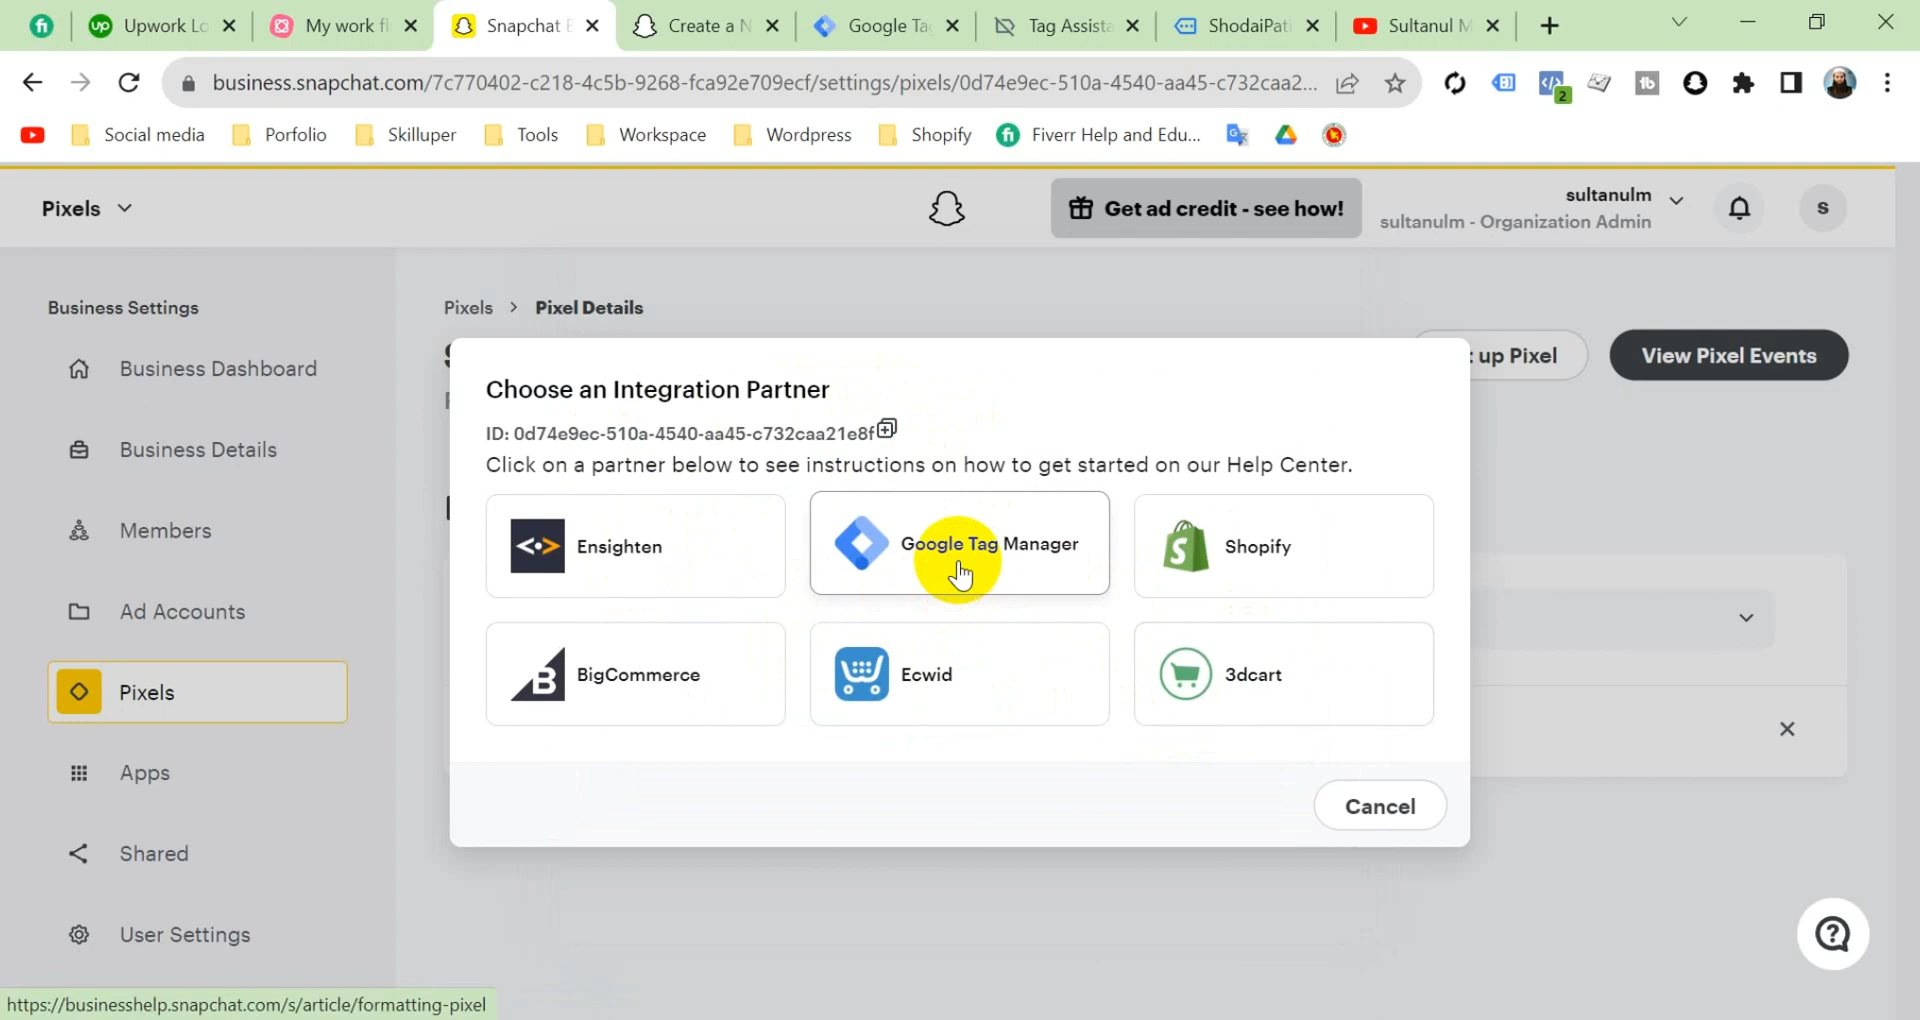 Upwork Lo
My work fl
Snapchat B
Create a N
Google Tag
Tag Assista
ShodaiPati
Sultanul M
business.snapchat.com/7c770402-c218-4c5b-9268-fca92e709ecf/settings/pixels/0d74e9ec-510a-4540-aa45-c732caa2...
2
Social media
Porfolio
Skilluper
Tools
Workspace
Wordpress
Shopify
Fiverr Help and Edu...
Pixels
Get ad credit - see how!
sultanulm
sultanulm - Organization Admin
S
Business Settings
Business Dashboard
Business Details
Members
Ad Accounts
Pixels
Apps
Shared
User Settings
Pixels > Pixel Details
up Pixel
View Pixel Events
Choose an Integration Partner
ID: 0d74e9ec-510a-4540-aa45-c732caa21e8f
Click on a partner below to see instructions on how to get started on our Help Center.
Ensighten
Google Tag Manager
Shopify
BigCommerce
Ecwid
3dcart
Cancel
https://businesshelp.snapchat.com/s/article/formatting-pixel